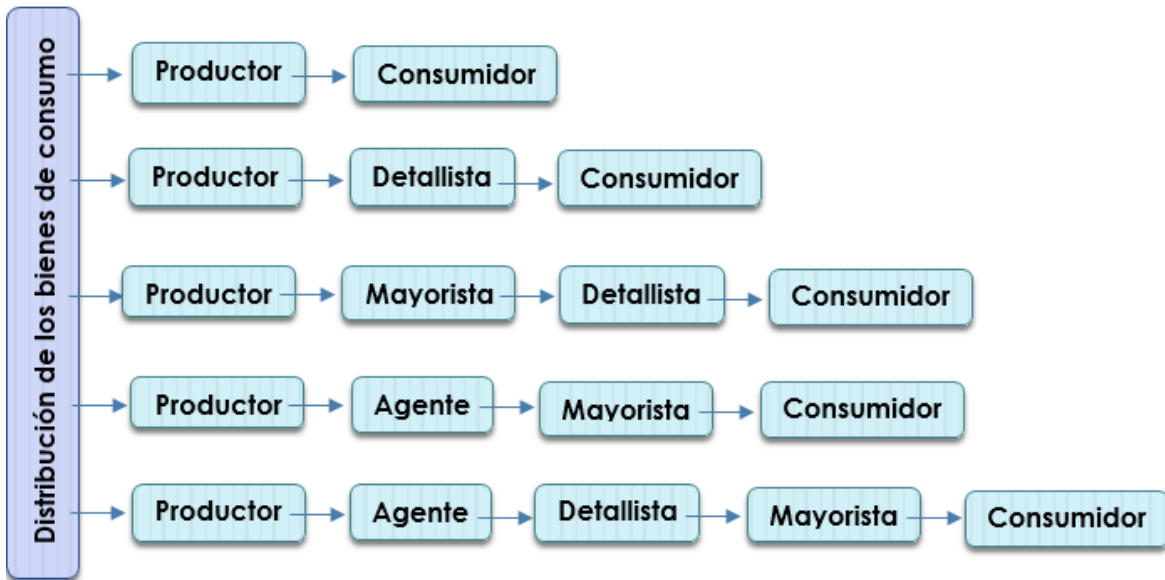 Distribución de los bienes de consumo
Productor Consumidor
Productor Detallista Consumidor
Productor Mayorista Detallista Consumidor
Productor Agente Mayorista Consumidor
Productor Agente Detallista Mayorista Consumidor